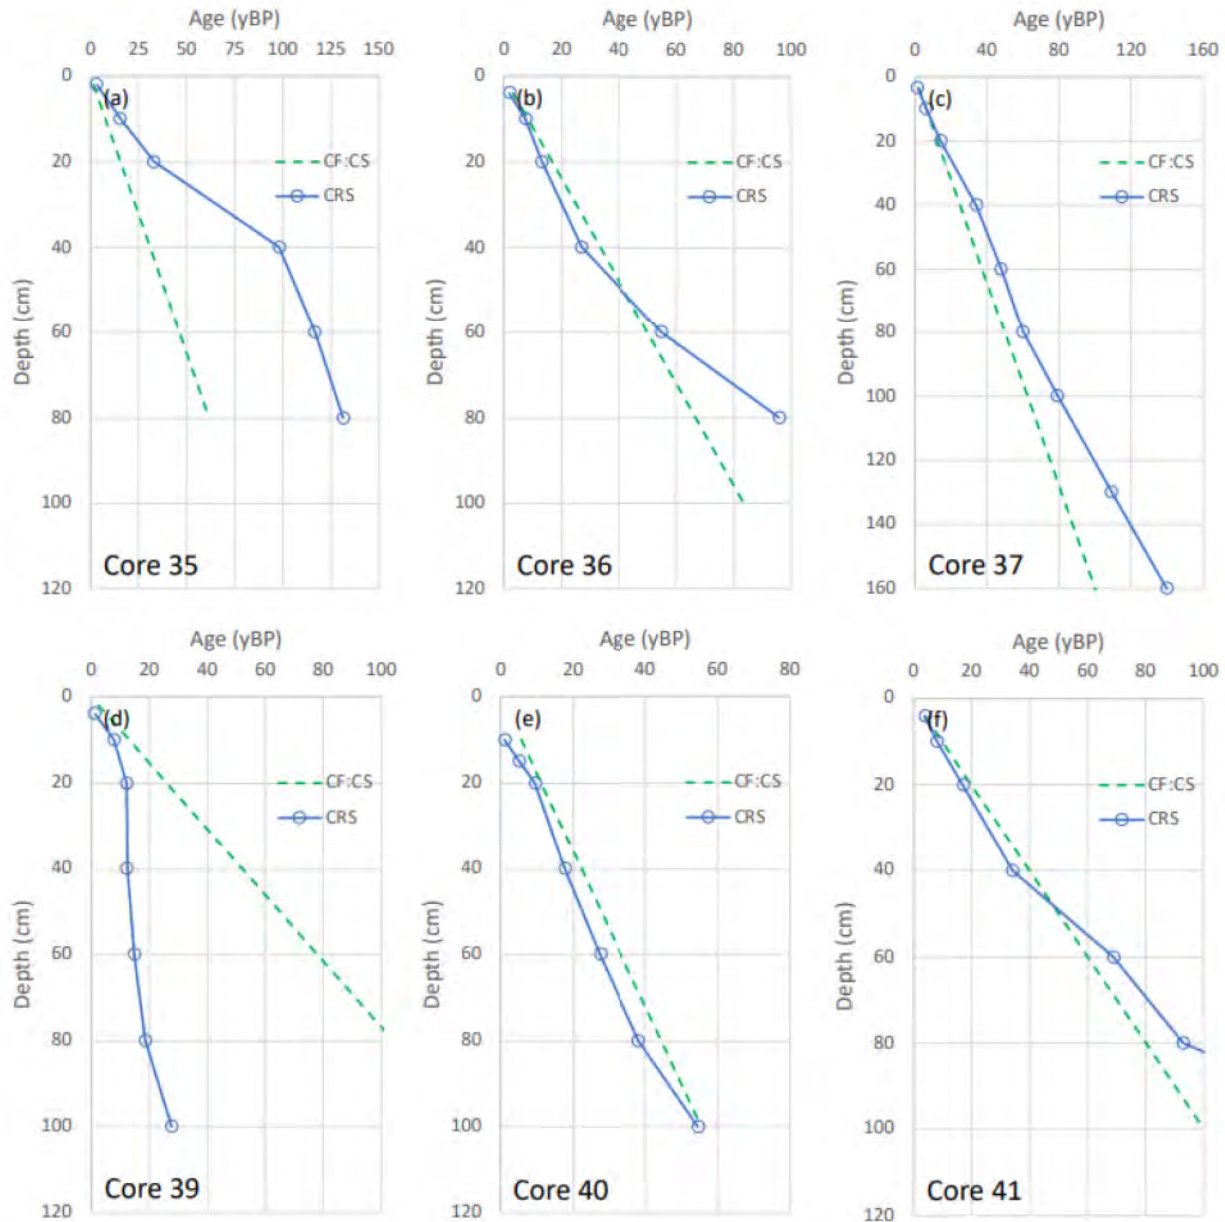 Age (yBP)
0 25 50 75 100 125 150
0
20
40
60
80
100
120
Depth (cm)
(a)
CF:CS
CRS
Core 35
Age (yBP)
0 20 40 60 80 100
0
20
40
60
80
100
120
Depth (cm)
(b)
CF:CS
CRS
Core 36
Age (yBP)
0 40 80 120 160
0
20
40
60
80
100
120
140
160
Depth (cm)
(c)
CF:CS
CRS
Core 37
Age (yBP)
0 20 40 60 80 100
0
20
40
60
80
100
120
Depth (cm)
(d)
CF:CS
CRS
Core 39
Age (yBP)
0 20 40 60 80
0
20
40
60
80
100
120
Depth (cm)
(e)
CF:CS
CRS
Core 40
Age (yBP)
0 20 40 60 80 100
0
20
40
60
80
100
120
Depth (cm)
(f)
CF:CS
CRS
Core 41